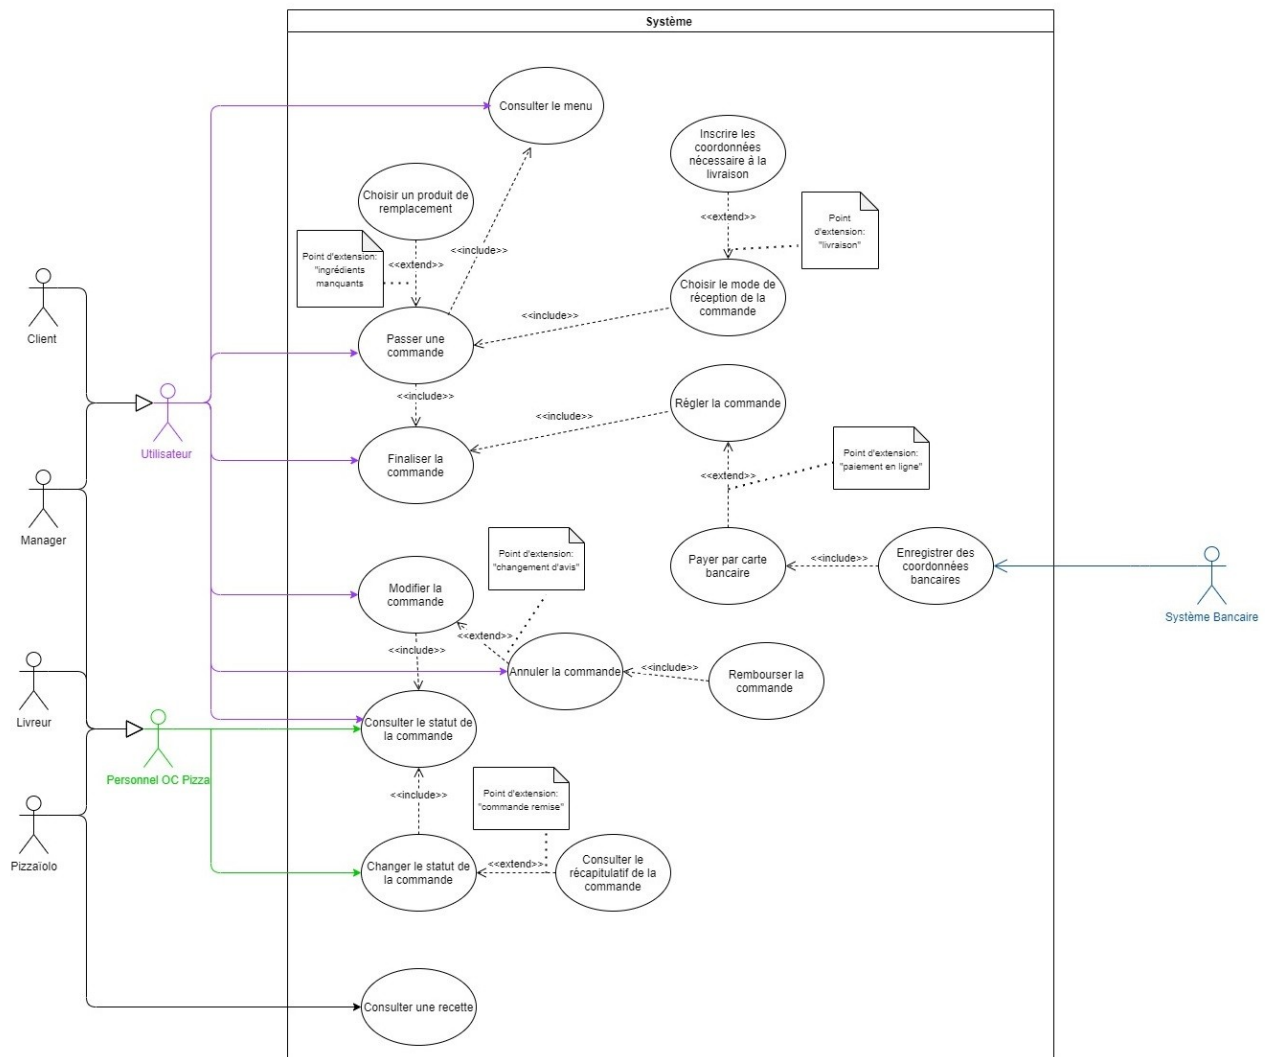 Système
Consulter le menu
Inscrire les
coordonnées
nécessaire à la
livraison
Choisir un produit de
remplacement
<<extend>>
Point
d'extension:
"livraison"
Point d'extension:
"ingrédients
manquants
<<extend>>
<<include>>
Choisir le mode de
réception de la
commande
Client
<<include>>
Passer une
commande
<<include>>
Régler la commande
<<include>>
Utilisateur
Finaliser la
commande
Point d'extension:
"paiement en ligne"
<<extend>>
Manager
Point d'extension:
"changement d'avis"
Payer par carte
bancaire
<<include>>
Enregistrer des
coordonnées
bancaires
Modifier la
commande
Système Bancaire
<<extend>>
<<include>>
Annuler la commande
<<include>>
Rembourser la
commande
Livreur
Consulter le statut de
la commande
Personnel OC Pizza
<<include>>
Point d'extension:
"commande remise"
Pizzaïolo
Changer le statut de
la commande
<<extend>>
Consulter le
récapitulatif de la
commande
Consulter une recette